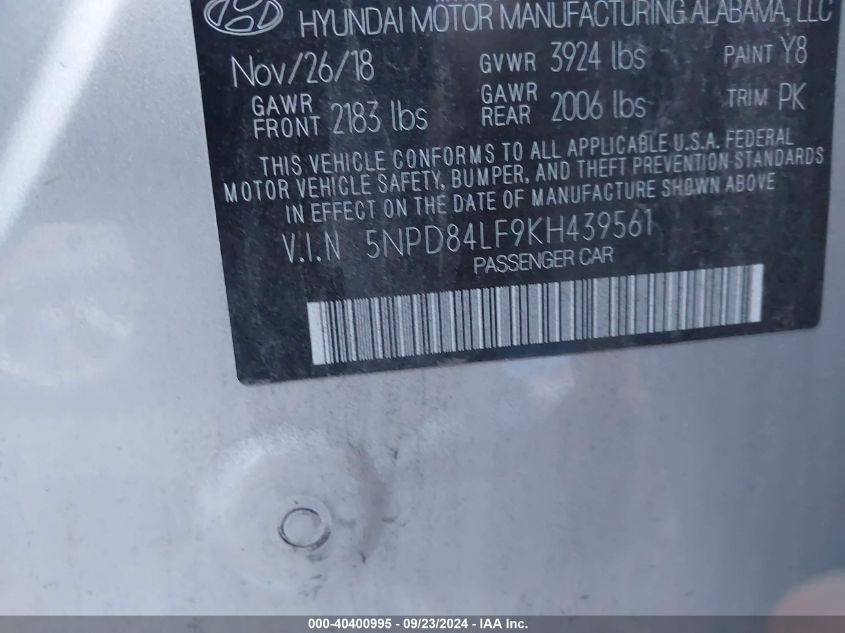 HYUNDAI MOTOR MANUFACTURING ALABAMA, LLC
Nov/26/18 GVWR 3924 lbs PAINT Y8
GAWR FRONT 2183 lbs GAWR REAR 2006 lbs TRIM PK
THIS VEHICLE CONFORMS TO ALL APPLICABLE U.S.A. FEDERAL
MOTOR VEHICLE SAFETY, BUMPER, AND THEFT PREVENTION STANDARDS
IN EFFECT ON THE DATE OF MANUFACTURE SHOWN ABOVE
V.I.N 5NPD84LF9KH439561
PASSENGER CAR
000-40400995 - 09/23/2024 - IAA Inc.